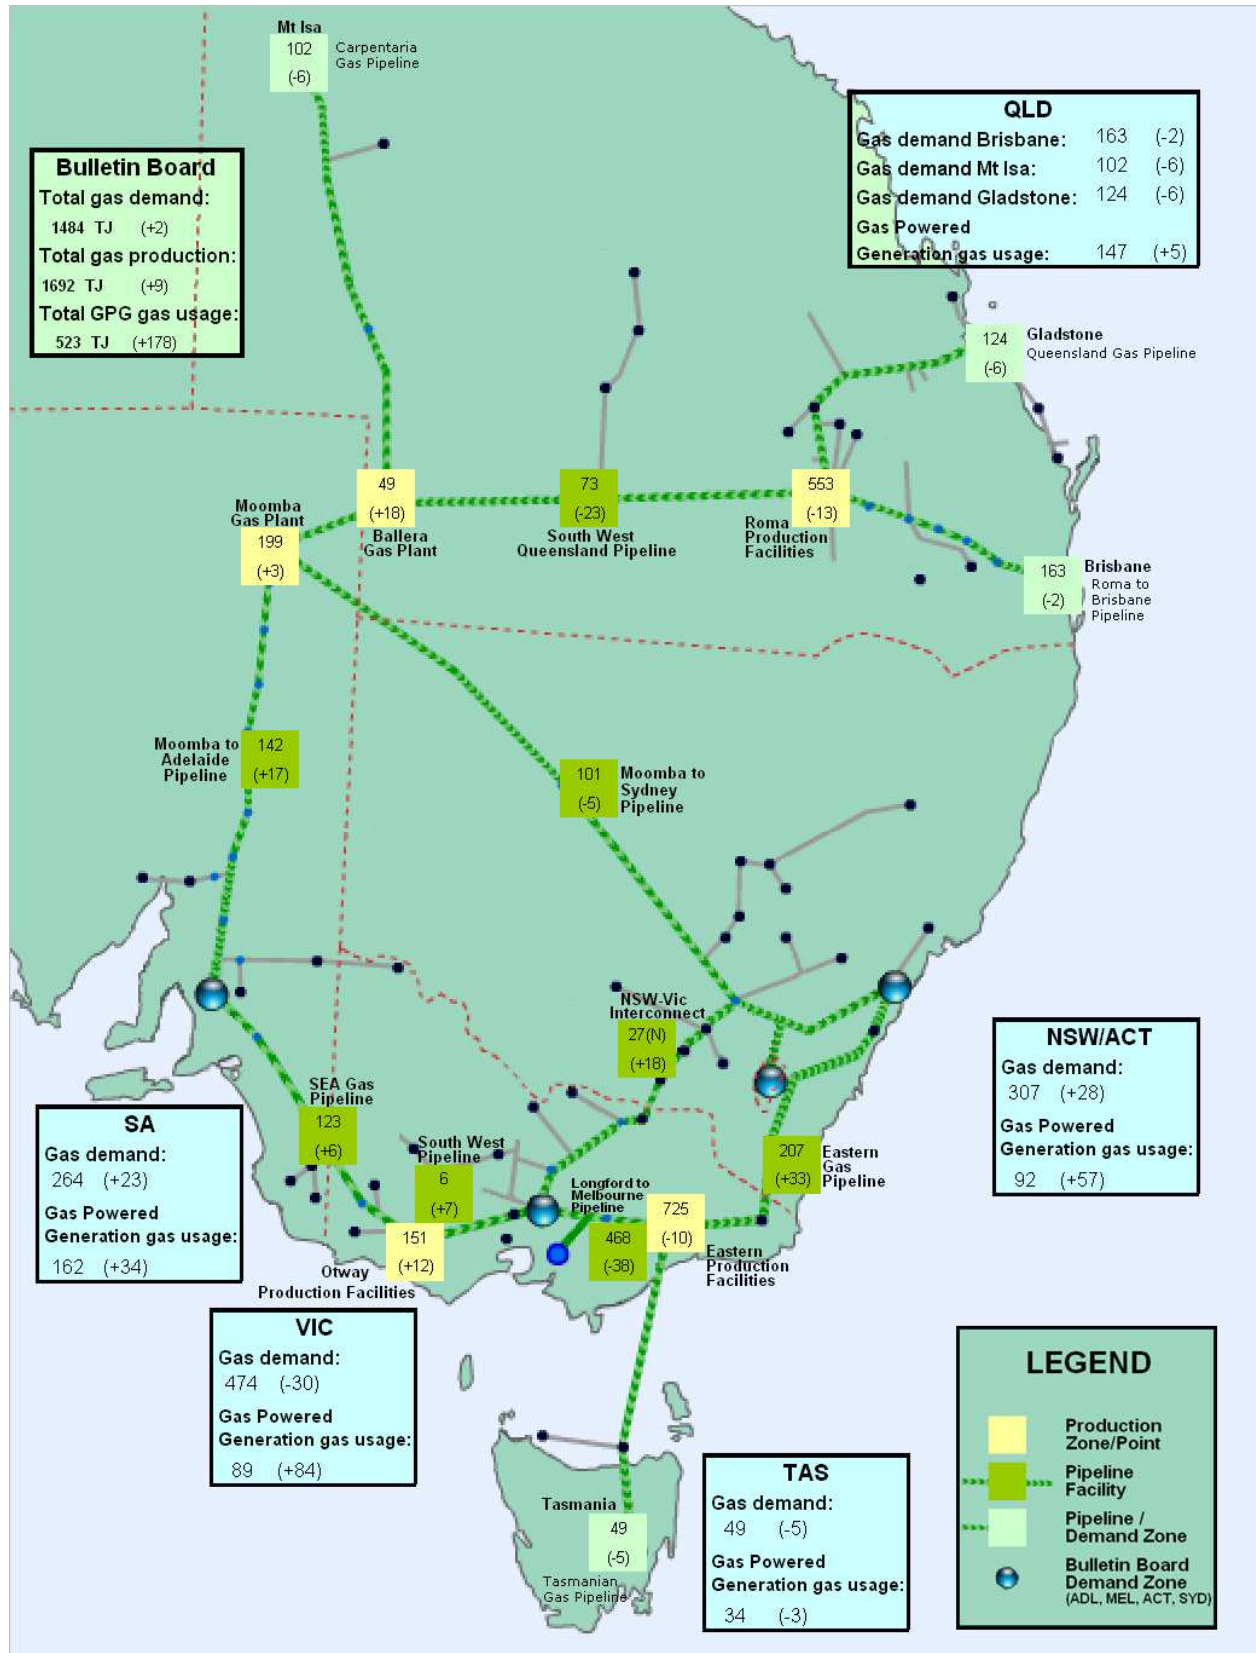 Mt Isa
102
(-6)
Carpentaria
Gas Pipeline
Bulletin Board
Total gas demand:
1484 TJ (+2)
Total gas production:
1692 TJ (+9)
Total GPG gas usage:
523 TJ (+178)
QLD
Gas demand Brisbane: 163 (-2)
Gas demand Mt Isa: 102 (-6)
Gas demand Gladstone: 124 (-6)
Gas Powered
Generation gas usage: 147 (+5)
124
(-6)
Gladstone
Queensland Gas Pipeline
Moomba
Gas Plant
199
(+3)
49
(+18)
Ballera
Gas Plant
73
(-23)
South West
Queensland Pipeline
553
(-13)
Roma
Production
Facilities
163
(-2)
Brisbane
Roma to
Brisbane
Pipeline
Moomba to
Adelaide
Pipeline
142
(+17)
101
(-5)
Moomba to
Sydney
Pipeline
NSW-Vic
Interconnect
27(N)
(+18)
NSW/ACT
Gas demand:
307 (+28)
Gas Powered
Generation gas usage:
92 (+57)
SEA Gas
Pipeline
123
(+6)
SA
Gas demand:
264 (+23)
Gas Powered
Generation gas usage:
162 (+34)
South West
Pipeline
6
(+7)
Longford to
Melbourne
Pipeline
468
(-38)
725
(-10)
Eastern
Production
Facilities
207
(+33)
Eastern
Gas
Pipeline
151
(+12)
Otway
Production Facilities
VIC
Gas demand:
474 (-30)
Gas Powered
Generation gas usage:
89 (+84)
Tasmania
49
(-5)
Tasmanian
Gas Pipeline
TAS
Gas demand:
49 (-5)
Gas Powered
Generation gas usage:
34 (-3)
LEGEND
Production
Zone/Point
Pipeline
Facility
Pipeline /
Demand Zone
Bulletin Board
Demand Zone
(ADL, MEL, ACT, SYD)